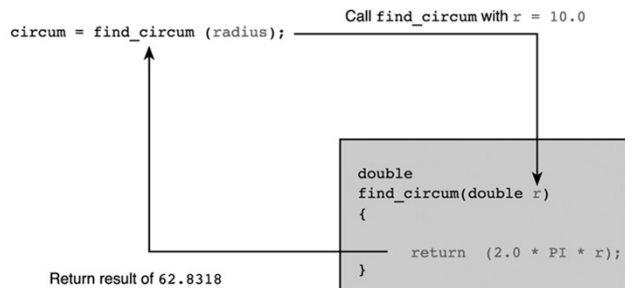 Call find_circum with r = 10.0
circum = find_circum (radius);
double
find_circum(double r)
{
return (2.0 * PI * r);
}
Return result of 62.8318